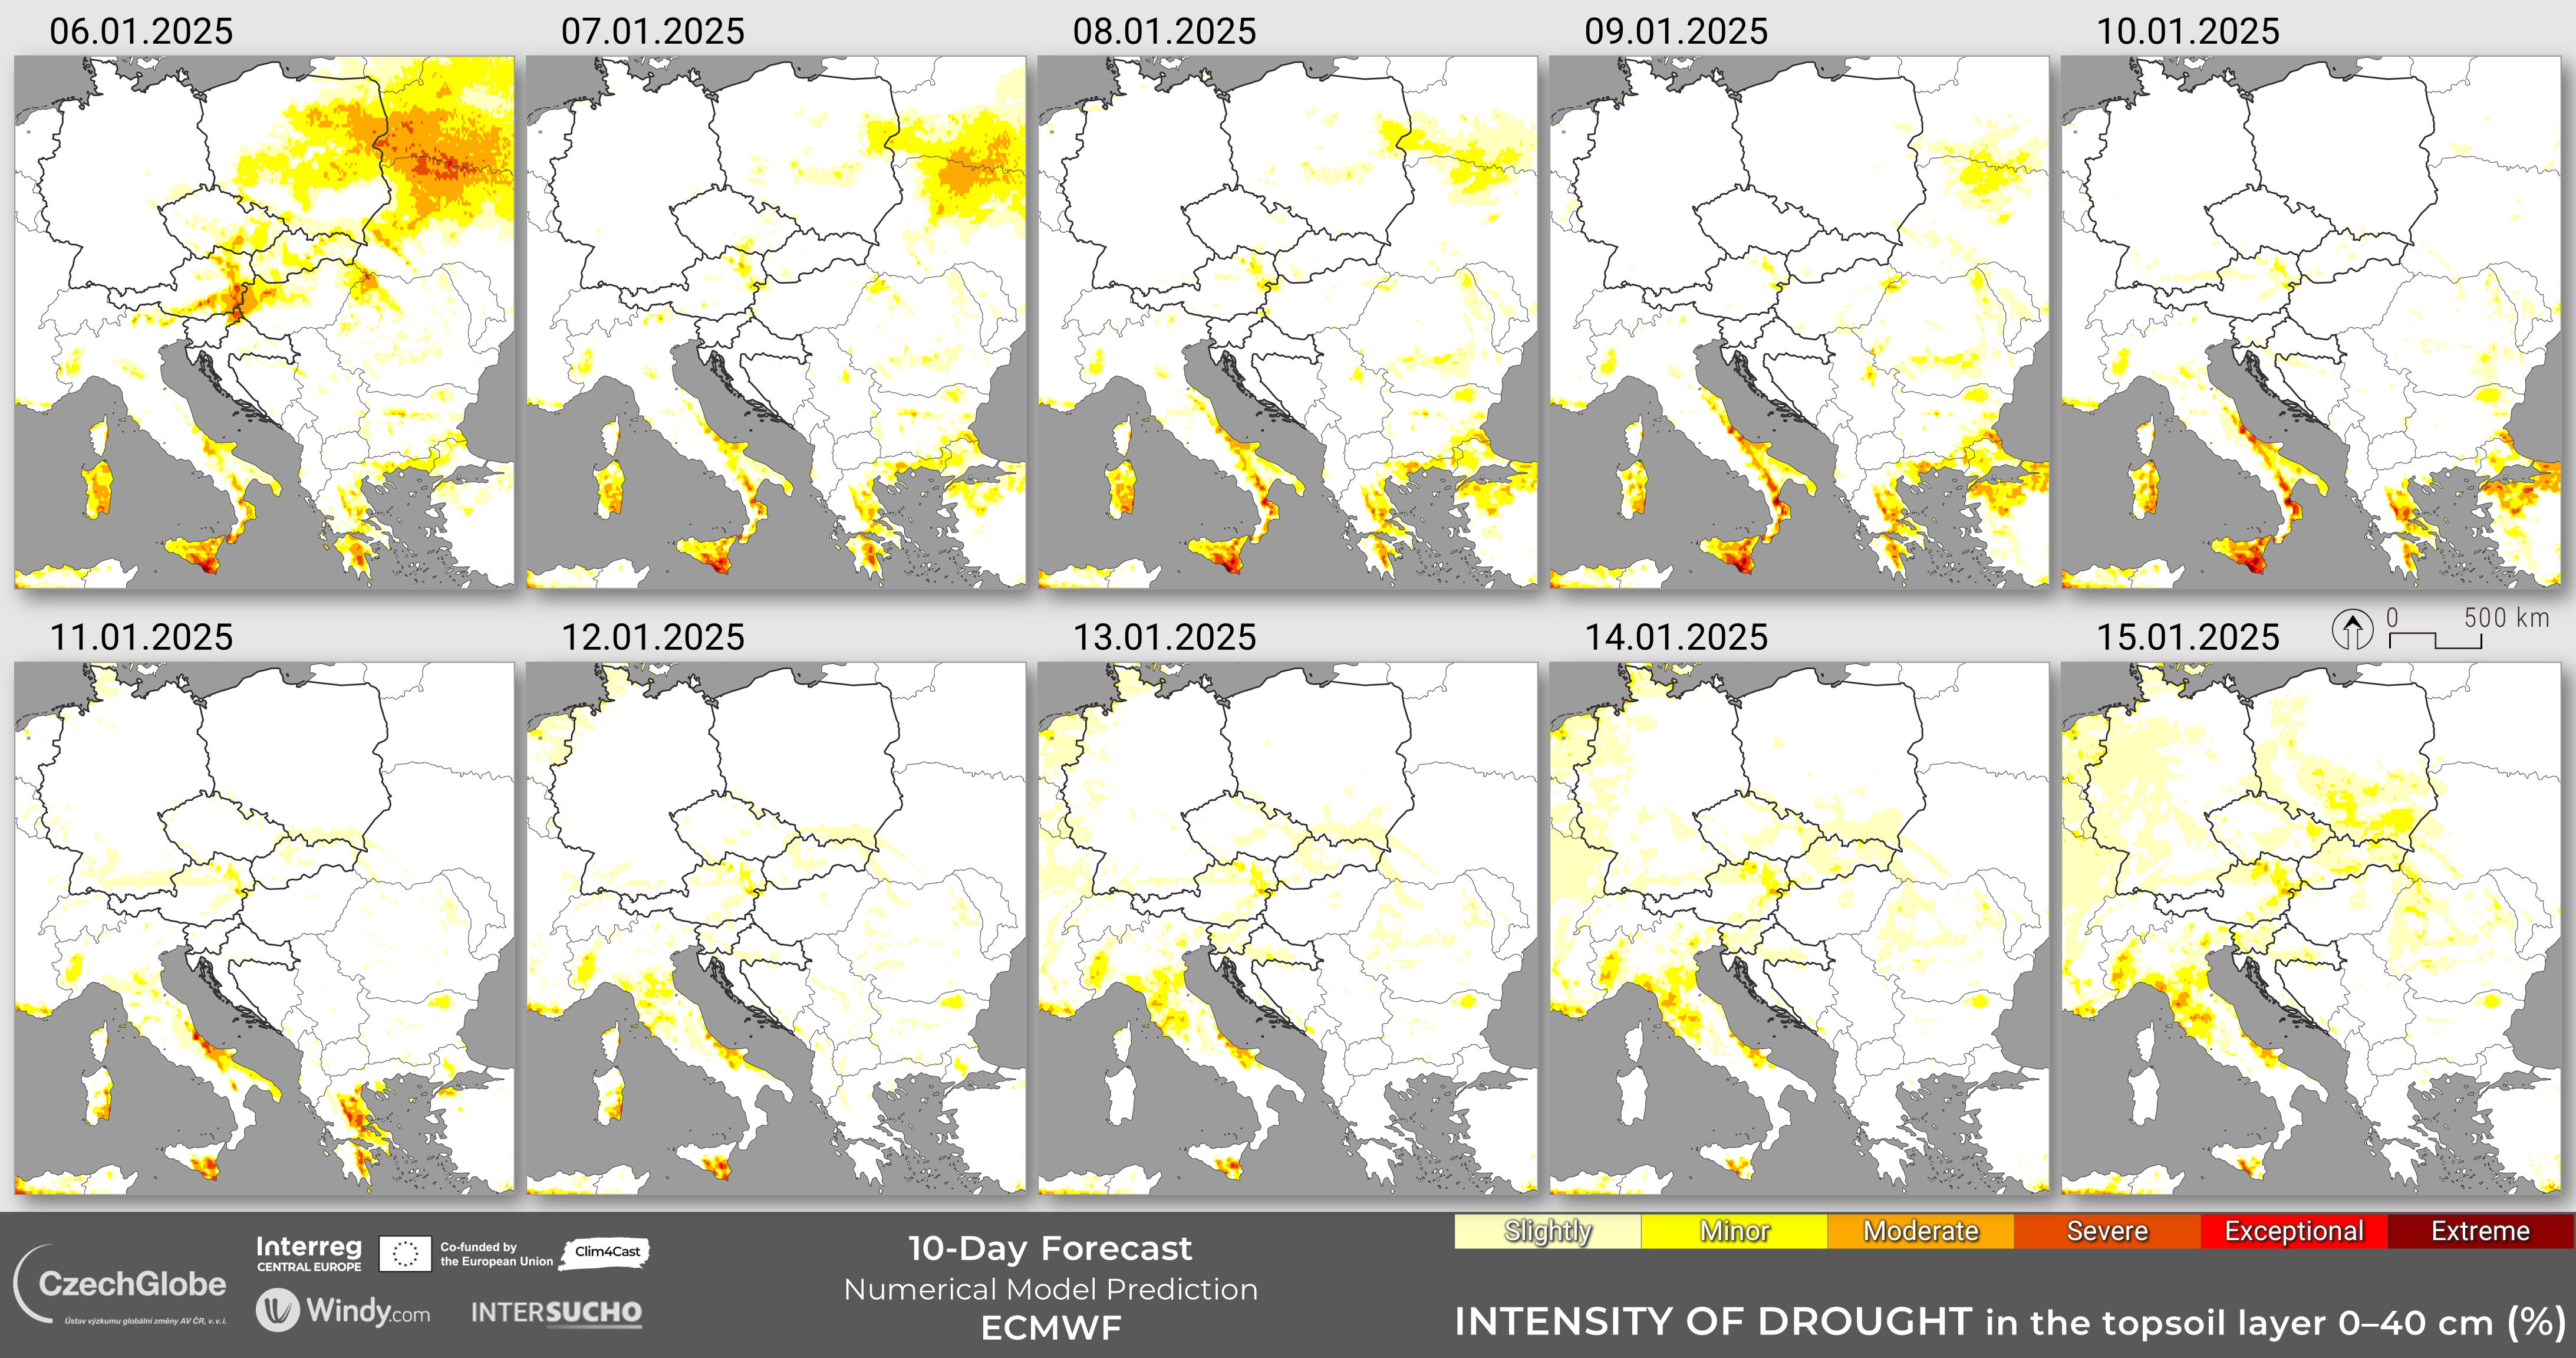 06.01.2025
07.01.2025
08.01.2025
09.01.2025
10.01.2025
11.01.2025
12.01.2025
13.01.2025
14.01.2025
15.01.2025
0 500 km
Slightly
Minor
Moderate
Severe
Exceptional
Extreme
CzechGlobe
Ústav výzkumu globální změny AV ČR, v. v. i.
Interreg
CENTRAL EUROPE
Co-funded by
the European Union
Clim4Cast
Windy.com
INTERSUCHO
10-Day Forecast
Numerical Model Prediction
ECMWF
INTENSITY OF DROUGHT in the topsoil layer 0–40 cm (%)